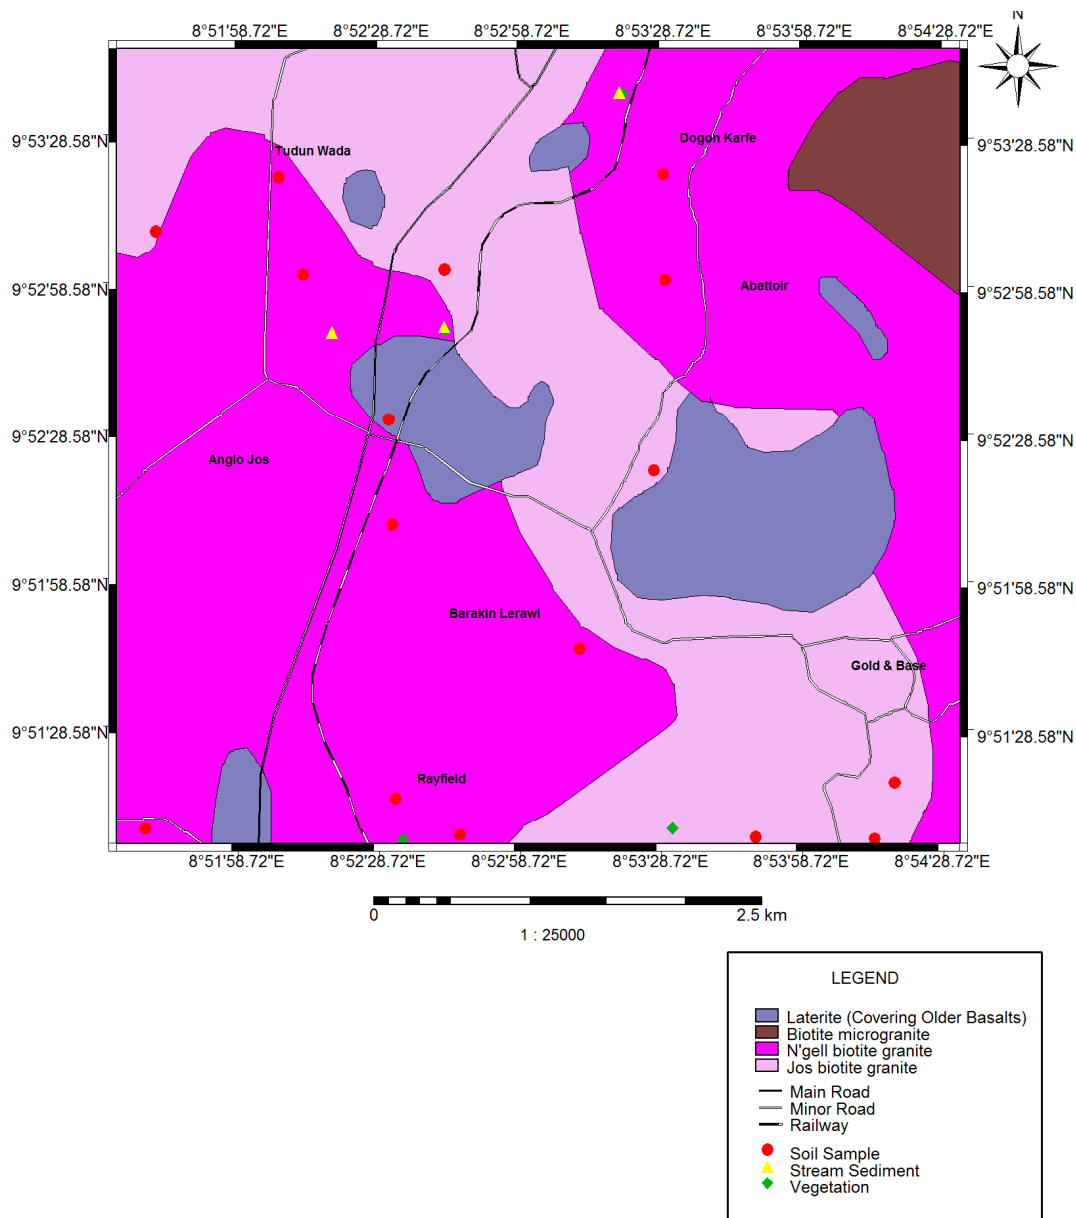 N
8°51'58.72"E 8°52'28.72"E 8°52'58.72"E 8°53'28.72"E 8°53'58.72"E 8°54'28.72"E
9°53'28.58"N Tudun Wada Dogon Karfe 9°53'28.58"N
9°52'58.58"N Abattoir 9°52'58.58"N
9°52'28.58"N 9°52'28.58"N
Anglo Jos
9°51'58.58"N 9°51'58.58"N
Barakin Lerawi
Gold & Base
9°51'28.58"N 9°51'28.58"N
Rayfield
8°51'58.72"E 8°52'28.72"E 8°52'58.72"E 8°53'28.72"E 8°53'58.72"E 8°54'28.72"E
0 2.5 km
1 : 25000
LEGEND
Laterite (Covering Older Basalts)
Biotite microgranite
N'gell biotite granite
Jos biotite granite
Main Road
Minor Road
Railway
Soil Sample
Stream Sediment
Vegetation